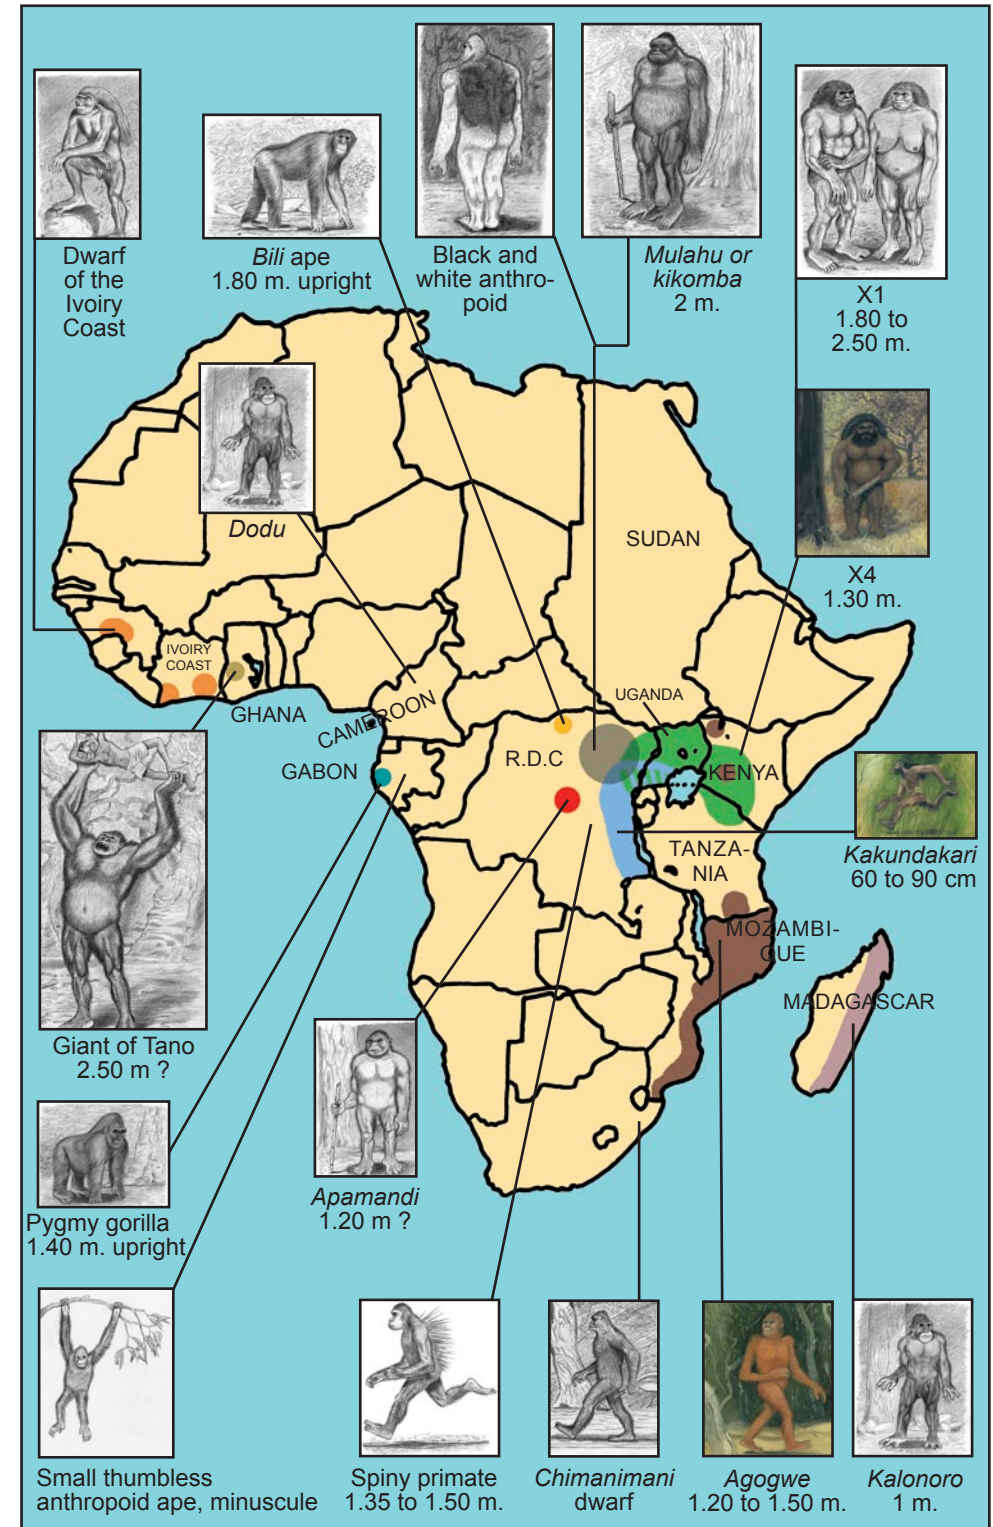 Dwarf
of the
Ivoiry
Coast
Bili ape
1.80 m. upright
Black and
white anthro-
poid
Mulahu or
kikomba
2 m.
X1
1.80 to
2.50 m.
Dodu
SUDAN
X4
1.30 m.
IVOIRY
COAST
GHANA
CAMEROON
UGANDA
GABON
R.D.C
KENYA
Kakundakari
60 to 90 cm
TANZA-
NIA
MOZAMBI-
QUE
MADAGASCAR
Giant of Tano
2.50 m ?
Pygmy gorilla
1.40 m. upright
Apamandi
1.20 m ?
Small thumbless
anthropoid ape, minuscule
Spiny primate
1.35 to 1.50 m.
Chimanimani
dwarf
Agogwe
1.20 to 1.50 m.
Kalonoro
1 m.